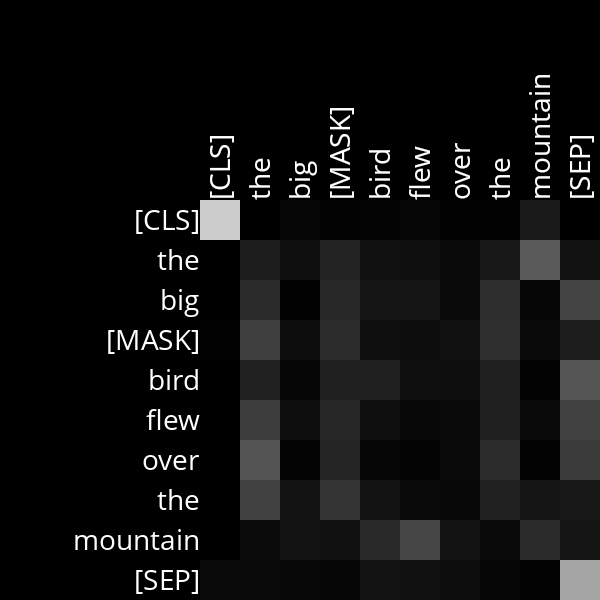 [CLS] the big [MASK] bird flew over the mountain [SEP]
[CLS]
the
big
[MASK]
bird
flew
over
the
mountain
[SEP]